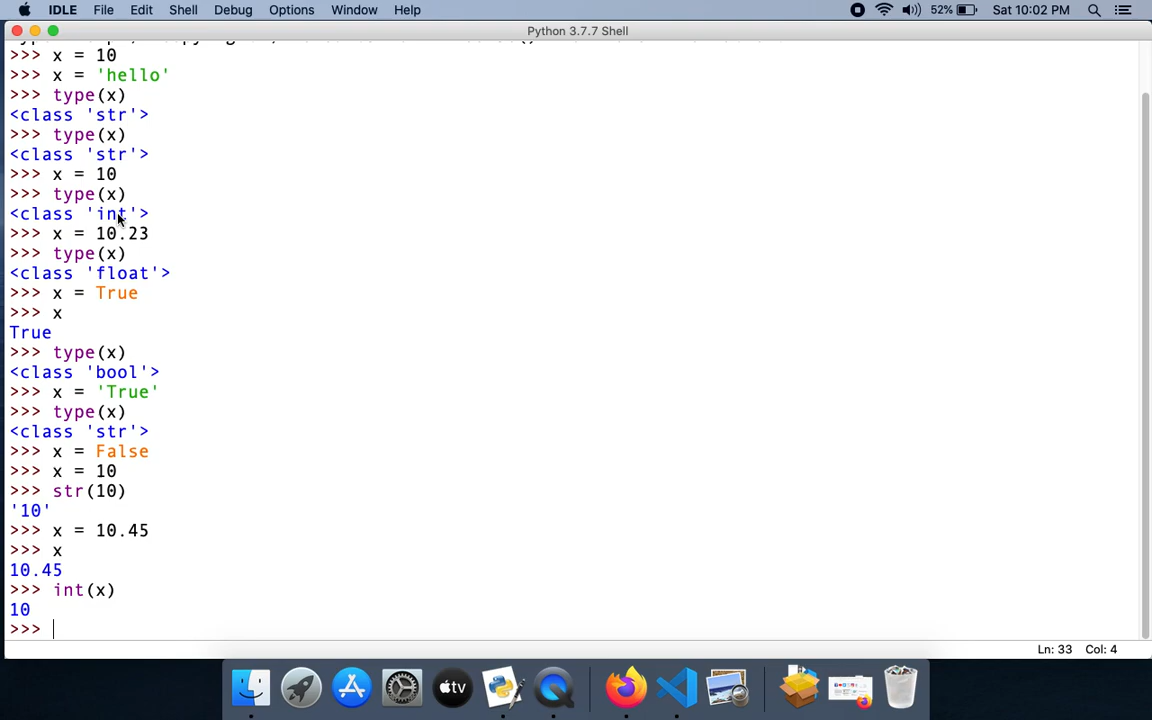 IDLE File Edit Shell Debug Options Window Help 52% Sat 10:02 PM
Python 3.7.7 Shell
>>> x = 10
>>> x = 'hello'
>>> type(x)
<class 'str'>
>>> type(x)
<class 'str'>
>>> x = 10
>>> type(x)
<class 'int'>
>>> x = 10.23
>>> type(x)
<class 'float'>
>>> x = True
>>> x
True
>>> type(x)
<class 'bool'>
>>> x = 'True'
>>> type(x)
<class 'str'>
>>> x = False
>>> x = 10
>>> str(10)
'10'
>>> x = 10.45
>>> x
10.45
>>> int(x)
10
>>>
Ln: 33 Col: 4
tv